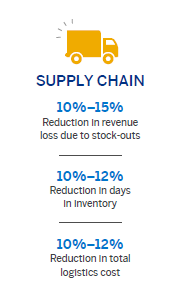 SUPPLY CHAIN
10%–15%
Reduction in revenue
loss due to stock-outs
10%–12%
Reduction in days
in inventory
10%–12%
Reduction in total
logistics cost